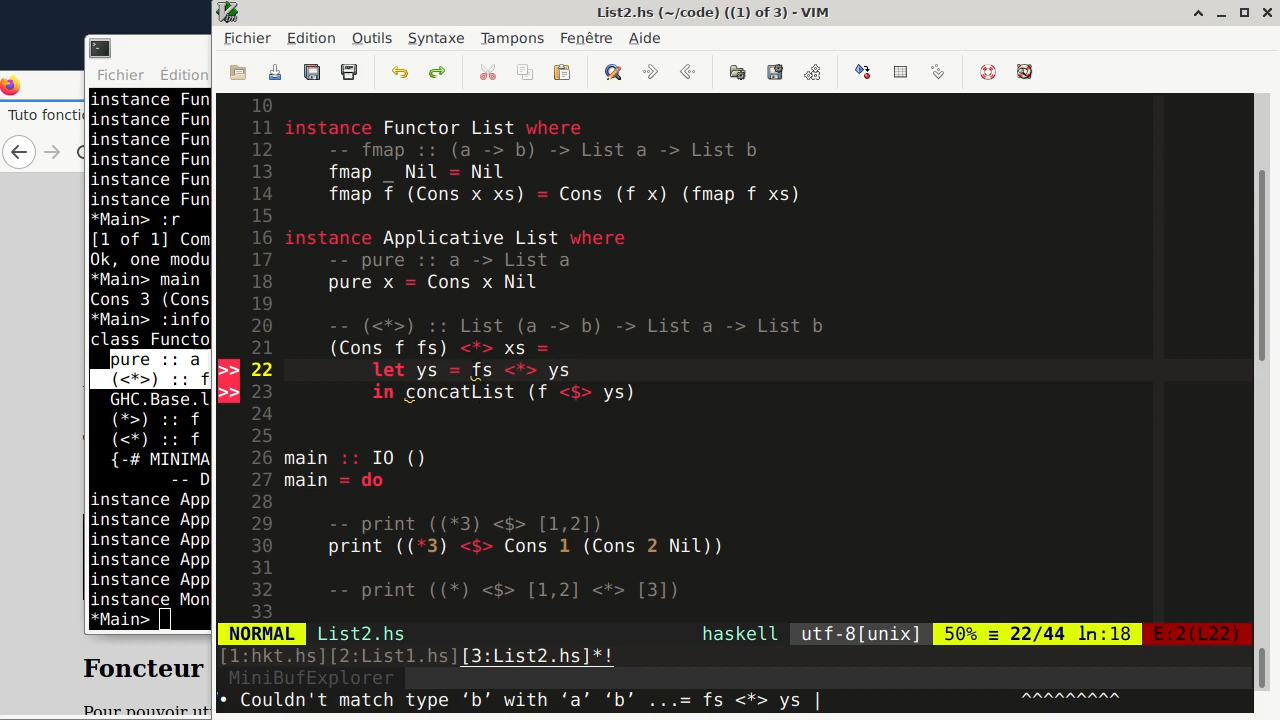 List2.hs (~/code) ((1) of 3) - VIM
Fichier Edition Outils Syntaxe Tampons Fenêtre Aide
Fichier Édition
Tuto foncti
instance Fun
instance Fun
instance Fun
instance Fun
instance Fun
instance Fun
*Main> :r
[1 of 1] Com
Ok, one modu
*Main> main
Cons 3 (Cons
*Main> :info
class Functo
pure :: a
(<*>) :: f
GHC.Base.l
(*>) :: f
(<*) :: f
{-# MINIMA
-- D
instance App
instance App
instance App
instance App
instance App
instance Mon
*Main>
Foncteur
Pour pouvoir ut
10
11 instance Functor List where
12     -- fmap :: (a -> b) -> List a -> List b
13     fmap _ Nil = Nil
14     fmap f (Cons x xs) = Cons (f x) (fmap f xs)
15
16 instance Applicative List where
17     -- pure :: a -> List a
18     pure x = Cons x Nil
19
20     -- (<*>) :: List (a -> b) -> List a -> List b
21     (Cons f fs) <*> xs =
>> 22         let ys = fs <*> ys
>> 23         in concatList (f <$> ys)
24
25
26 main :: IO ()
27 main = do
28
29     -- print ((*3) <$> [1,2])
30     print ((*3) <$> Cons 1 (Cons 2 Nil))
31
32     -- print ((*) <$> [1,2] <*> [3])
33
NORMAL List2.hs haskell utf-8[unix] 50% ≡ 22/44 ln:18 E:2(L22)
[1:hkt.hs][2:List1.hs][3:List2.hs]*!
MiniBufExplorer
• Couldn't match type ‘b’ with ‘a’ ‘b’ ...= fs <*> ys | ^^^^^^^^^